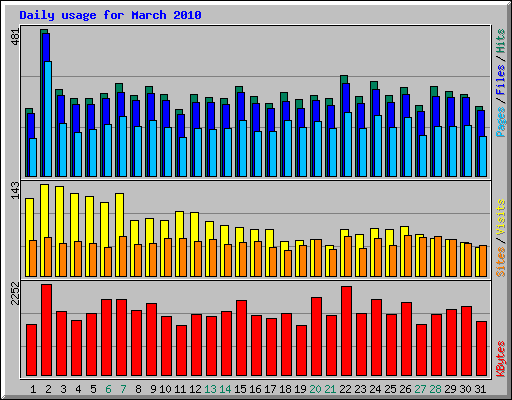 Daily usage for March 2010
481
Pages / Files / Hits
143
Sites / Visits
2252
KBytes
1 2 3 4 5 6 7 8 9 10 11 12 13 14 15 16 17 18 19 20 21 22 23 24 25 26 27 28 29 30 31